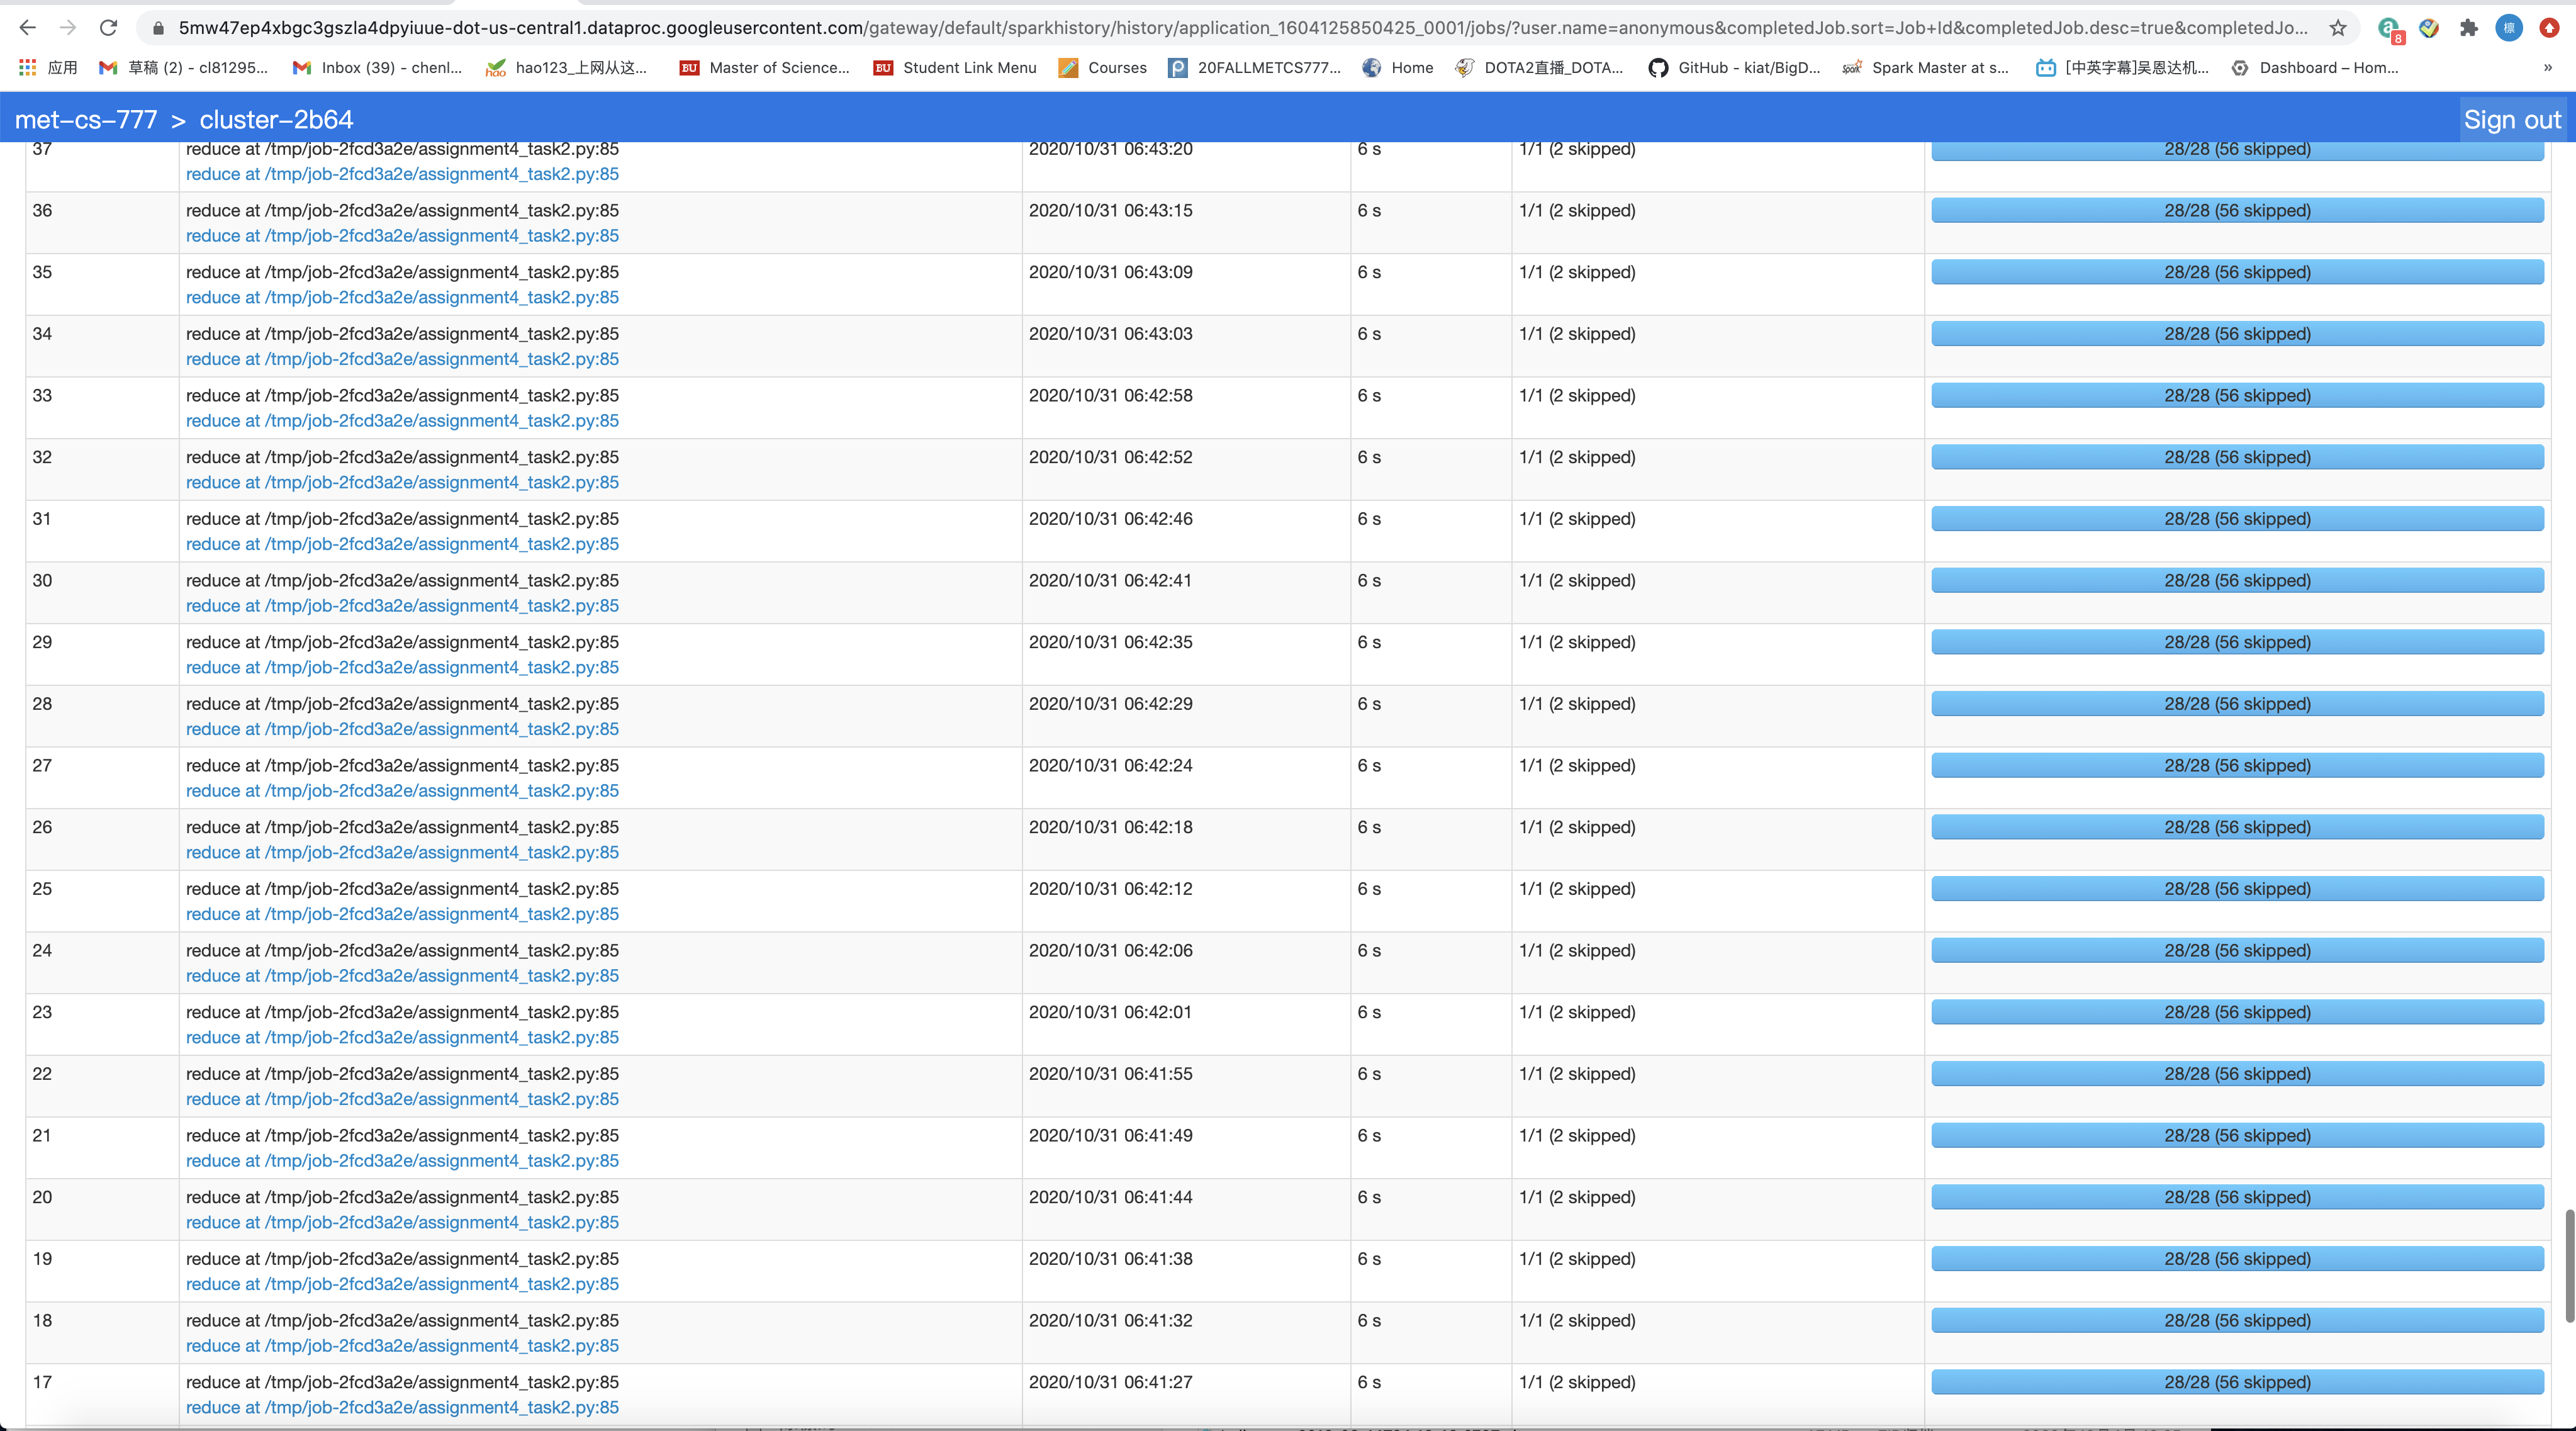 5mw47ep4xbgc3gszla4dpyiuue-dot-us-central1.dataproc.googleusercontent.com/gateway/default/sparkhistory/history/application_1604125850425_0001/jobs/?user.name=anonymous&completedJob.sort=Job+Id&completedJob.desc=true&completedJo...
8
应用 草稿 (2) - cl81295... Inbox (39) - chenl... hao123_上网从这... BU Master of Science... BU Student Link Menu Courses 20FALLMETCS777... Home DOTA2直播_DOTA... GitHub - kiat/BigD... Spark Master at s... [中英字幕]吴恩达机... Dashboard – Hom... »
met-cs-777 > cluster-2b64 Sign out
37 reduce at /tmp/job-2fcd3a2e/assignment4_task2.py:85 2020/10/31 06:43:20 6 s 1/1 (2 skipped) 28/28 (56 skipped)
reduce at /tmp/job-2fcd3a2e/assignment4_task2.py:85
36 reduce at /tmp/job-2fcd3a2e/assignment4_task2.py:85 2020/10/31 06:43:15 6 s 1/1 (2 skipped) 28/28 (56 skipped)
reduce at /tmp/job-2fcd3a2e/assignment4_task2.py:85
35 reduce at /tmp/job-2fcd3a2e/assignment4_task2.py:85 2020/10/31 06:43:09 6 s 1/1 (2 skipped) 28/28 (56 skipped)
reduce at /tmp/job-2fcd3a2e/assignment4_task2.py:85
34 reduce at /tmp/job-2fcd3a2e/assignment4_task2.py:85 2020/10/31 06:43:03 6 s 1/1 (2 skipped) 28/28 (56 skipped)
reduce at /tmp/job-2fcd3a2e/assignment4_task2.py:85
33 reduce at /tmp/job-2fcd3a2e/assignment4_task2.py:85 2020/10/31 06:42:58 6 s 1/1 (2 skipped) 28/28 (56 skipped)
reduce at /tmp/job-2fcd3a2e/assignment4_task2.py:85
32 reduce at /tmp/job-2fcd3a2e/assignment4_task2.py:85 2020/10/31 06:42:52 6 s 1/1 (2 skipped) 28/28 (56 skipped)
reduce at /tmp/job-2fcd3a2e/assignment4_task2.py:85
31 reduce at /tmp/job-2fcd3a2e/assignment4_task2.py:85 2020/10/31 06:42:46 6 s 1/1 (2 skipped) 28/28 (56 skipped)
reduce at /tmp/job-2fcd3a2e/assignment4_task2.py:85
30 reduce at /tmp/job-2fcd3a2e/assignment4_task2.py:85 2020/10/31 06:42:41 6 s 1/1 (2 skipped) 28/28 (56 skipped)
reduce at /tmp/job-2fcd3a2e/assignment4_task2.py:85
29 reduce at /tmp/job-2fcd3a2e/assignment4_task2.py:85 2020/10/31 06:42:35 6 s 1/1 (2 skipped) 28/28 (56 skipped)
reduce at /tmp/job-2fcd3a2e/assignment4_task2.py:85
28 reduce at /tmp/job-2fcd3a2e/assignment4_task2.py:85 2020/10/31 06:42:29 6 s 1/1 (2 skipped) 28/28 (56 skipped)
reduce at /tmp/job-2fcd3a2e/assignment4_task2.py:85
27 reduce at /tmp/job-2fcd3a2e/assignment4_task2.py:85 2020/10/31 06:42:24 6 s 1/1 (2 skipped) 28/28 (56 skipped)
reduce at /tmp/job-2fcd3a2e/assignment4_task2.py:85
26 reduce at /tmp/job-2fcd3a2e/assignment4_task2.py:85 2020/10/31 06:42:18 6 s 1/1 (2 skipped) 28/28 (56 skipped)
reduce at /tmp/job-2fcd3a2e/assignment4_task2.py:85
25 reduce at /tmp/job-2fcd3a2e/assignment4_task2.py:85 2020/10/31 06:42:12 6 s 1/1 (2 skipped) 28/28 (56 skipped)
reduce at /tmp/job-2fcd3a2e/assignment4_task2.py:85
24 reduce at /tmp/job-2fcd3a2e/assignment4_task2.py:85 2020/10/31 06:42:06 6 s 1/1 (2 skipped) 28/28 (56 skipped)
reduce at /tmp/job-2fcd3a2e/assignment4_task2.py:85
23 reduce at /tmp/job-2fcd3a2e/assignment4_task2.py:85 2020/10/31 06:42:01 6 s 1/1 (2 skipped) 28/28 (56 skipped)
reduce at /tmp/job-2fcd3a2e/assignment4_task2.py:85
22 reduce at /tmp/job-2fcd3a2e/assignment4_task2.py:85 2020/10/31 06:41:55 6 s 1/1 (2 skipped) 28/28 (56 skipped)
reduce at /tmp/job-2fcd3a2e/assignment4_task2.py:85
21 reduce at /tmp/job-2fcd3a2e/assignment4_task2.py:85 2020/10/31 06:41:49 6 s 1/1 (2 skipped) 28/28 (56 skipped)
reduce at /tmp/job-2fcd3a2e/assignment4_task2.py:85
20 reduce at /tmp/job-2fcd3a2e/assignment4_task2.py:85 2020/10/31 06:41:44 6 s 1/1 (2 skipped) 28/28 (56 skipped)
reduce at /tmp/job-2fcd3a2e/assignment4_task2.py:85
19 reduce at /tmp/job-2fcd3a2e/assignment4_task2.py:85 2020/10/31 06:41:38 6 s 1/1 (2 skipped) 28/28 (56 skipped)
reduce at /tmp/job-2fcd3a2e/assignment4_task2.py:85
18 reduce at /tmp/job-2fcd3a2e/assignment4_task2.py:85 2020/10/31 06:41:32 6 s 1/1 (2 skipped) 28/28 (56 skipped)
reduce at /tmp/job-2fcd3a2e/assignment4_task2.py:85
17 reduce at /tmp/job-2fcd3a2e/assignment4_task2.py:85 2020/10/31 06:41:27 6 s 1/1 (2 skipped) 28/28 (56 skipped)
reduce at /tmp/job-2fcd3a2e/assignment4_task2.py:85